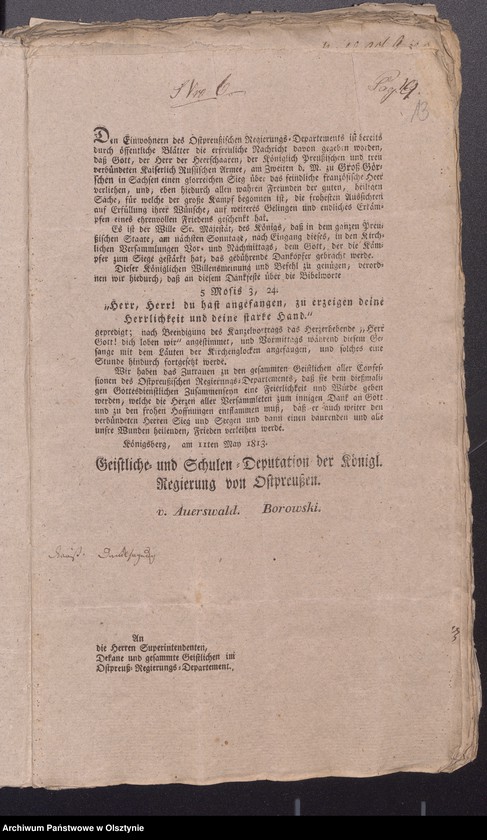 Pag. 19.
13
Den Einwohnern des Ostpreußischen Regierungs-Departements ist bereits
durch öffentliche Blätter die erfreuliche Nachricht davon gegeben worden,
daß Gott, der Herr der Heerschaaren, der Königlich Preußischen und treu
verbündeten Kaiserlich Russischen Armee, am Zweiten d. M. zu Groß Gör-
schen in Sachsen einen glorreichen Sieg über das feindliche französische Heer
verliehen, und, eben hiedurch allen wahren Freunden der guten, heiligen
Sache, für welche der große Kampf begonnen ist, die frohesten Aussichten
auf Erfüllung ihrer Wünsche, auf weiteres Gelingen und endliches Erkäm-
pfen eines ehrenvollen Friedens geschenkt hat.
Es ist der Wille Sr. Majestät, des Königs, daß in dem ganzen Preu-
ßischen Staate, am nächsten Sonntage, nach Eingang dieses, in den Kirch-
lichen Versammlungen Vor- und Nachmittags, dem Gott, der die Käm-
pfer zum Siege gestärkt hat, das gebührende Dankopfer gebracht werde.
Dieser Königlichen Willensmeinung und Befehl zu genügen, verord-
nen wir hiedurch, daß an diesem Dankfeste über die Bibelworte
5 Mosis 3, 24.
„Herr, Herr! du hast angefangen, zu erzeigen deine
Herrlichkeit und deine starke Hand."
gepredigt; nach Beendigung des Kanzelvortrags das Herzerhebende „Herr
Gott! dich loben wir" angestimmt, und Vormittags während diesem Ge-
sange mit dem Läuten der Kirchenglocken angefangen, und solches eine
Stunde hindurch fortgesetzt werde.
Wir haben das Zutrauen zu den gesammten Geistlichen aller Confes-
sionen des Ostpreußischen Regierungs-Departements, daß sie dem diesmali-
gen Gottesdienstlichen Zusammenseyn eine Feierlichkeit und Würde geben
werden, welche die Herzen aller Versammleten zum innigen Dank an Gott
und zu den frohen Hoffnungen entflammen muß, daß er auch weiter den
verbündeten Heeren Sieg und Segen und dann einen daurenden und alle
unsre Wunden heilenden, Frieden verleihen werde.
Königsberg, am 11ten May 1813.
Geistliche- und Schulen-Deputation der Königl.
Regierung von Ostpreußen.
v. Auerswald. Borowski.
An
die Herren Superintendenten,
Dekane und gesammte Geistlichen im
Ostpreuß. Regierungs-Departement.
Archiwum Państwowe w Olsztynie